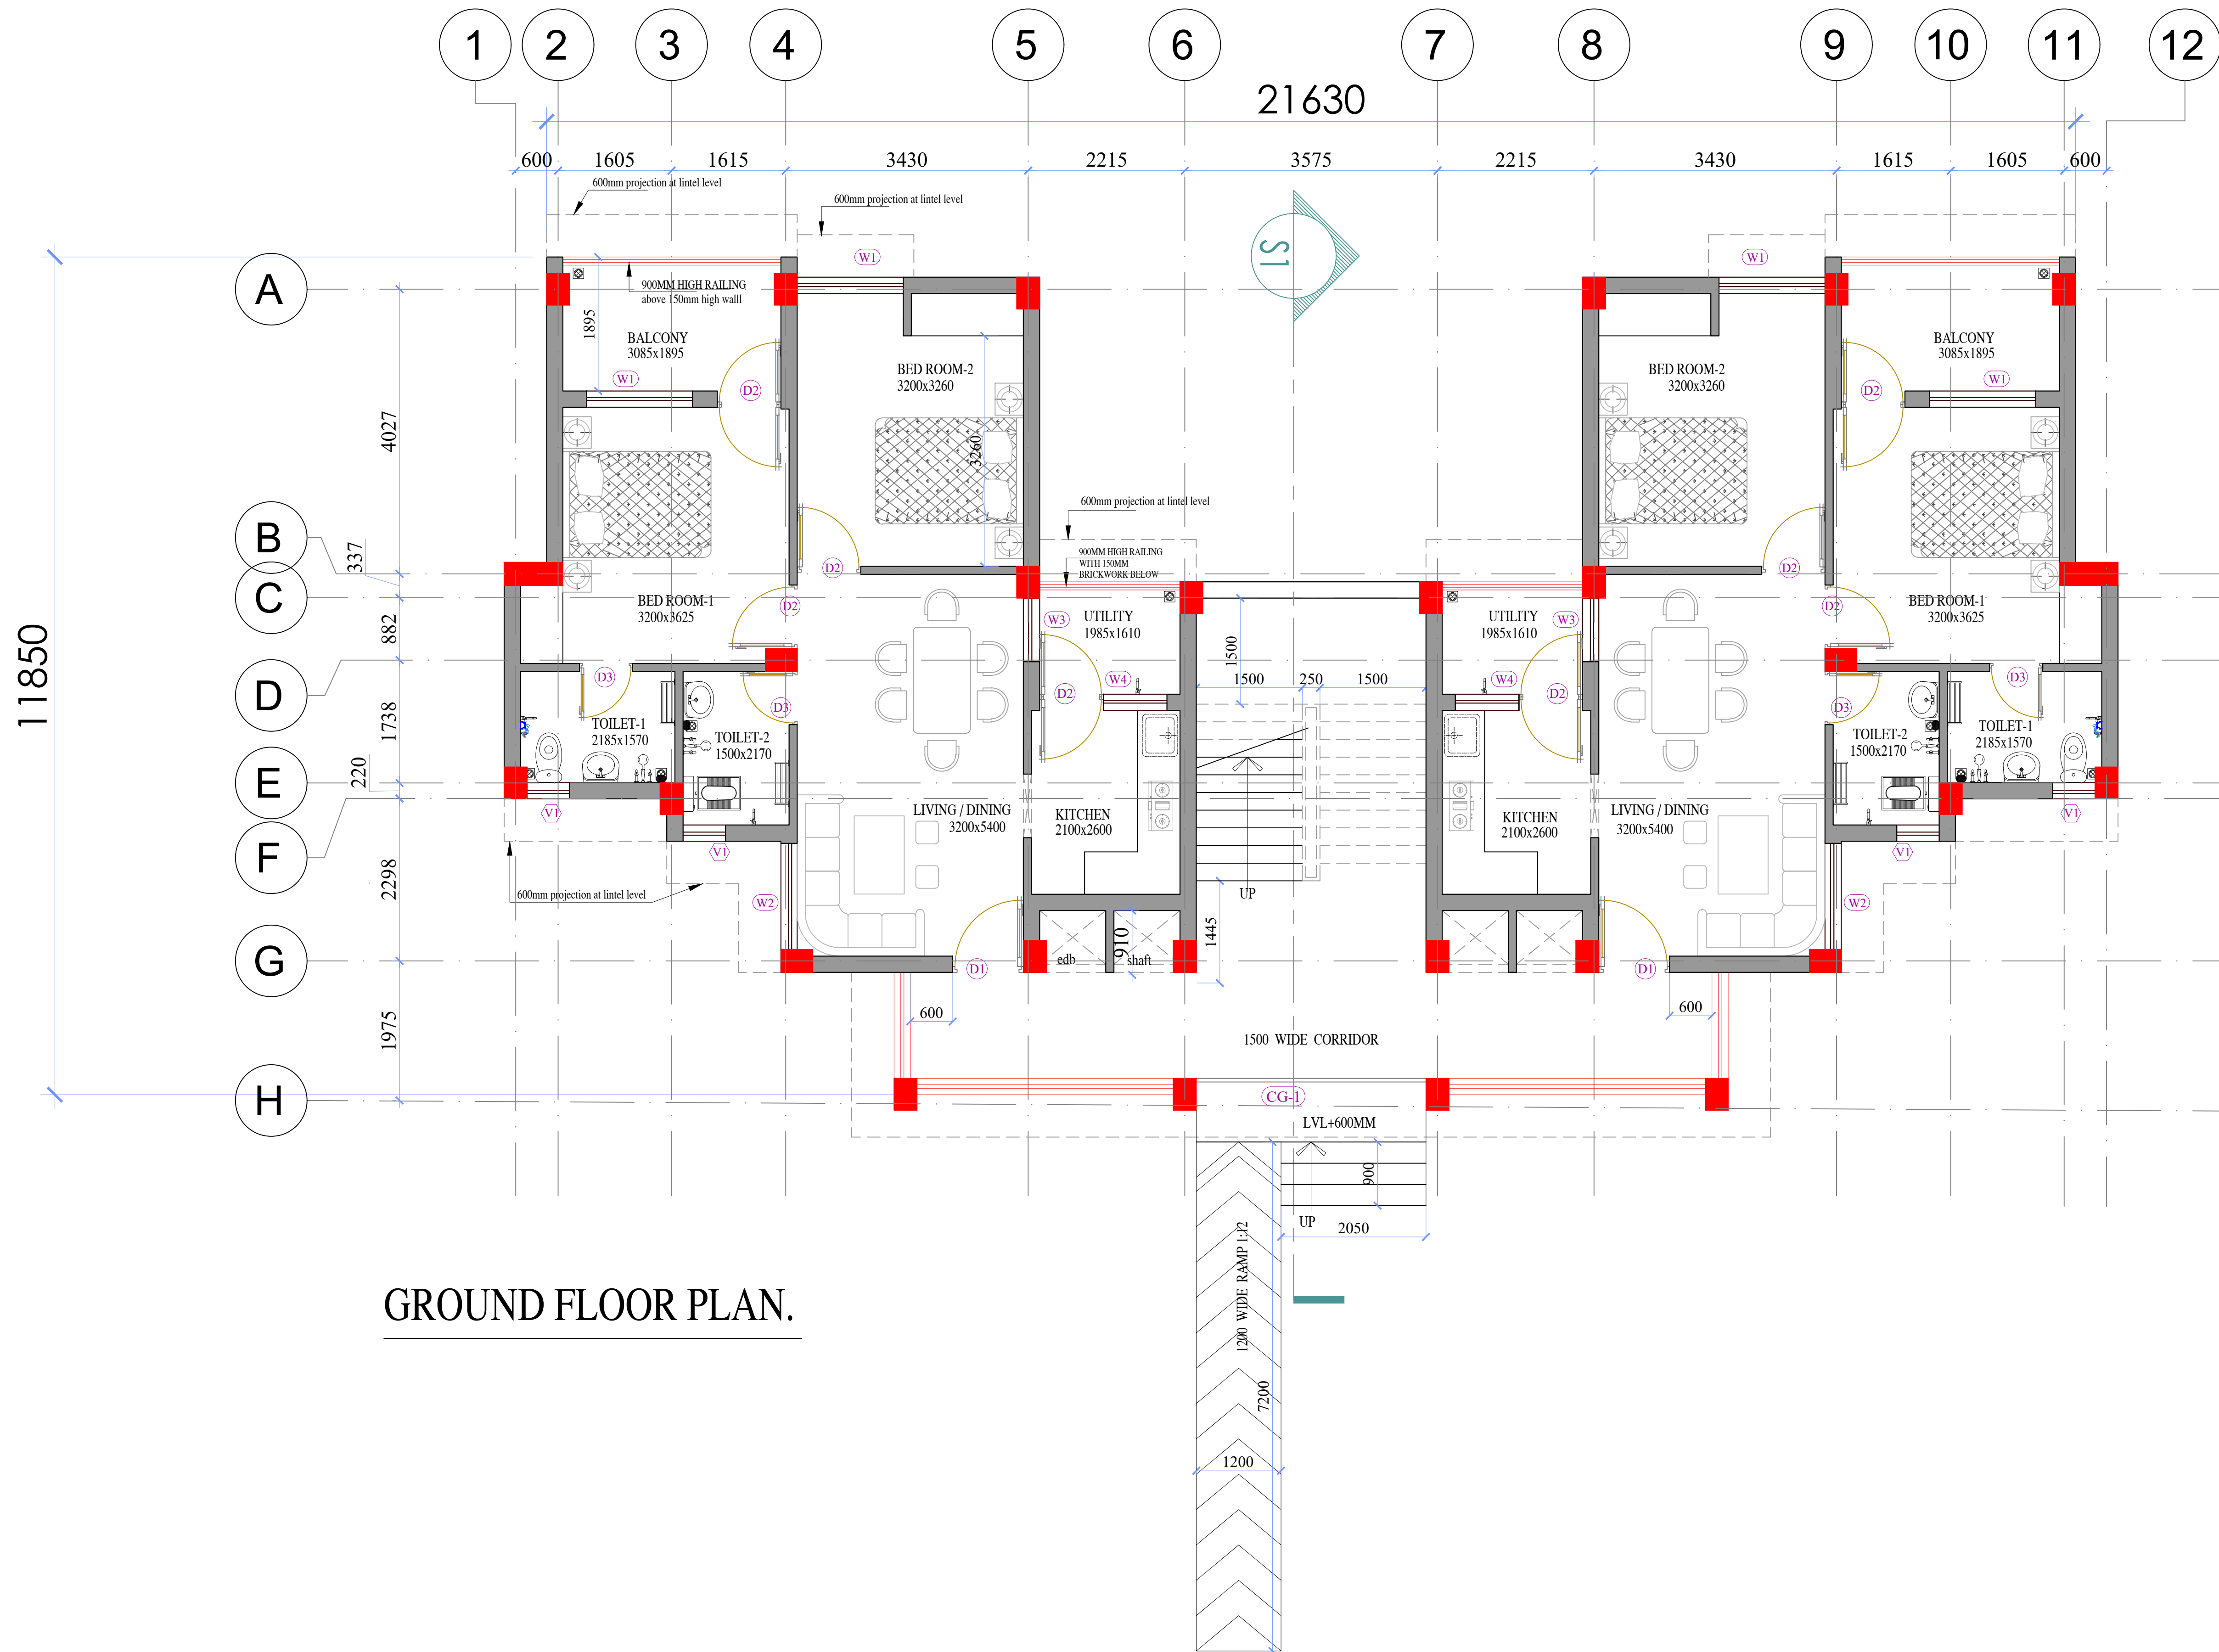 1 2 3 4 5 6 7 8 9 10 11 12
21630
600 1605 1615 3430 2215 3575 2215 3430 1615 1605 600
600mm projection at lintel level
600mm projection at lintel level
S1
W1
W1
A
900MM HIGH RAILING
above 150mm high walll
1895
BALCONY
3085x1895
BALCONY
3085x1895
BED ROOM-2
3200x3260
BED ROOM-2
3200x3260
W1
D2
D2
W1
4027
3260
600mm projection at lintel level
B
337
900MM HIGH RAILING
WITH 150MM
BRICKWORK BELOW
D2
D2
C
BED ROOM-1
3200x3625
D2
D2
BED ROOM-1
3200x3625
882
W3
UTILITY
1985x1610
UTILITY
1985x1610
W3
1500
11850
D
D3
D3
1500 250 1500
D2
W4
W4
D2
D3
D3
1738
TOILET-1
2185x1570
TOILET-2
1500x2170
TOILET-2
1500x2170
TOILET-1
2185x1570
E
220
V1
LIVING / DINING
3200x5400
KITCHEN
2100x2600
KITCHEN
2100x2600
LIVING / DINING
3200x5400
V1
F
V1
V1
2298
600mm projection at lintel level
W2
UP
W2
1445
910
G
edb
shaft
D1
D1
600
600
1975
1500 WIDE CORRIDOR
H
CG-1
LVL+600MM
900
UP
2050
1200 WIDE RAMP 1:12
GROUND FLOOR PLAN.
7200
1200